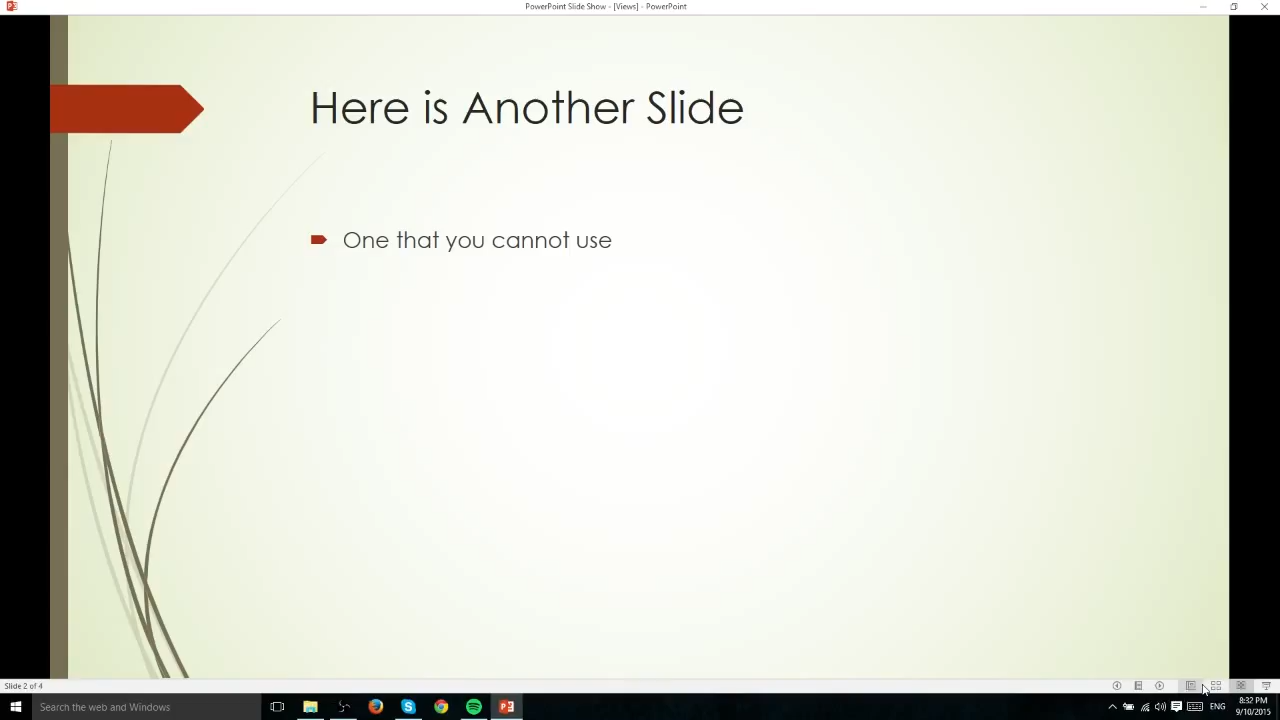 PowerPoint Slide Show - [Views] - PowerPoint
Here is Another Slide
One that you cannot use
Slide 2 of 4
Search the web and Windows
ENG
8:32 PM
9/10/2015